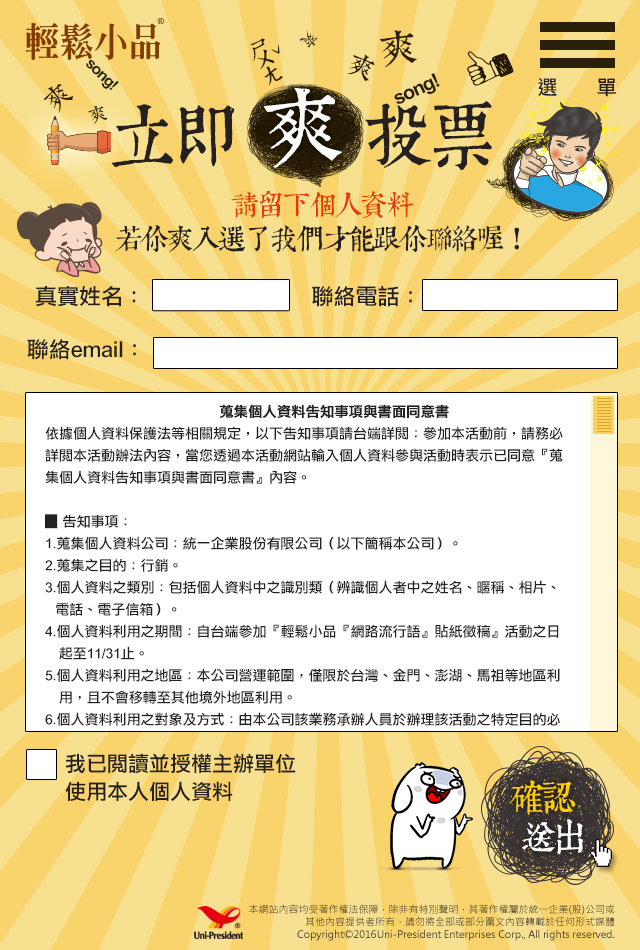 輕鬆小品®
選 單
song!
ㄕㄨㄤˇ
爽
爽
爽
爽
song!
立即爽投票
請留下個人資料
若你爽入選了我們才能跟你聯絡喔！
真實姓名：
聯絡電話：
聯絡email：
蒐集個人資料告知事項與書面同意書
依據個人資料保護法等相關規定，以下告知事項請台端詳閱：參加本活動前，請務必
詳閱本活動辦法內容，當您透過本活動網站輸入個人資料參與活動時表示已同意『蒐
集個人資料告知事項與書面同意書』內容。
■ 告知事項：
1.蒐集個人資料公司：統一企業股份有限公司（以下簡稱本公司）。
2.蒐集之目的：行銷。
3.個人資料之類別：包括個人資料中之識別類（辨識個人者中之姓名、暱稱、相片、
電話、電子信箱）。
4.個人資料利用之期間：自台端參加『輕鬆小品『網路流行語』貼紙徵稿』活動之日
起至11/31止。
5.個人資料利用之地區：本公司營運範圍，僅限於台灣、金門、澎湖、馬祖等地區利
用，且不會移轉至其他境外地區利用。
6.個人資料利用之對象及方式：由本公司該業務承辦人員於辦理該活動之特定目的必
我已閱讀並授權主辦單位
使用本人個人資料
確認
送出
Uni-President®
本網站內容均受著作權法保障，除非有特別聲明，其著作權屬於統一企業(股)公司或
其他內容提供者所有，請勿將全部或部分圖文內容轉載於任何形式媒體
Copyright©2016Uni-President Enterprises Corp, All rights reserved.